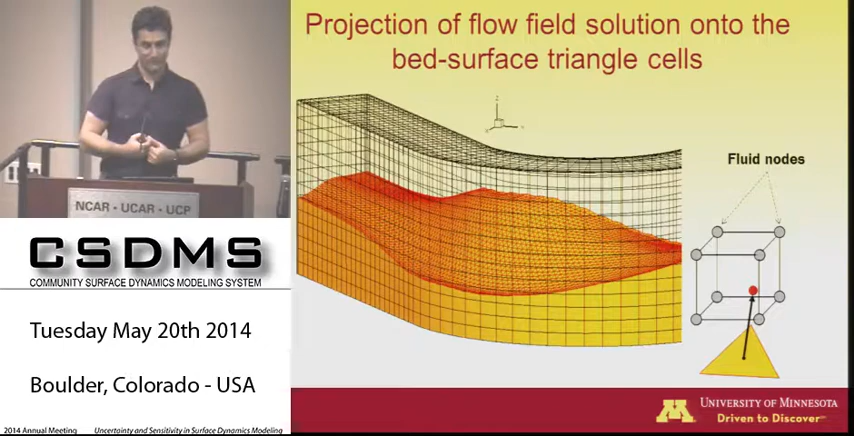 Projection of flow field solution onto the
bed-surface triangle cells
Fluid nodes
NCAR - UCAR - UCP
CSDMS
COMMUNITY SURFACE DYNAMICS MODELING SYSTEM
Tuesday May 20th 2014
Boulder, Colorado - USA
2014 Annual Meeting Uncertainty and Sensitivity in Surface Dynamics Modeling
M UNIVERSITY OF MINNESOTA
Driven to Discover